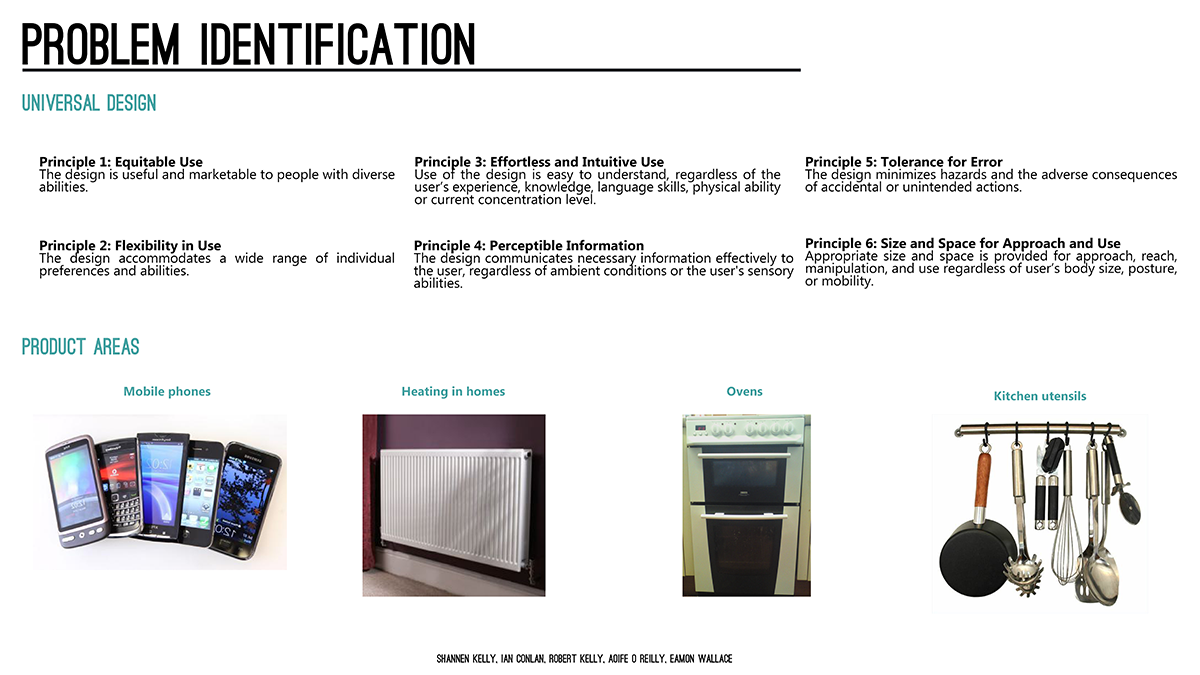 PROBLEM IDENTIFICATION
UNIVERSAL DESIGN
Principle 1: Equitable Use
The design is useful and marketable to people with diverse
abilities.
Principle 2: Flexibility in Use
The design accommodates a wide range of individual
preferences and abilities.
Principle 3: Effortless and Intuitive Use
Use of the design is easy to understand, regardless of the
user's experience, knowledge, language skills, physical ability
or current concentration level.
Principle 4: Perceptible Information
The design communicates necessary information effectively to
the user, regardless of ambient conditions or the user's sensory
abilities.
Principle 5: Tolerance for Error
The design minimizes hazards and the adverse consequences
of accidental or unintended actions.
Principle 6: Size and Space for Approach and Use
Appropriate size and space is provided for approach, reach,
manipulation, and use regardless of user's body size, posture,
or mobility.
PRODUCT AREAS
Mobile phones
Heating in homes
Ovens
Kitchen utensils
SHANNEN KELLY, IAN CONLAN, ROBERT KELLY, AOIFE O REILLY, EAMON WALLACE